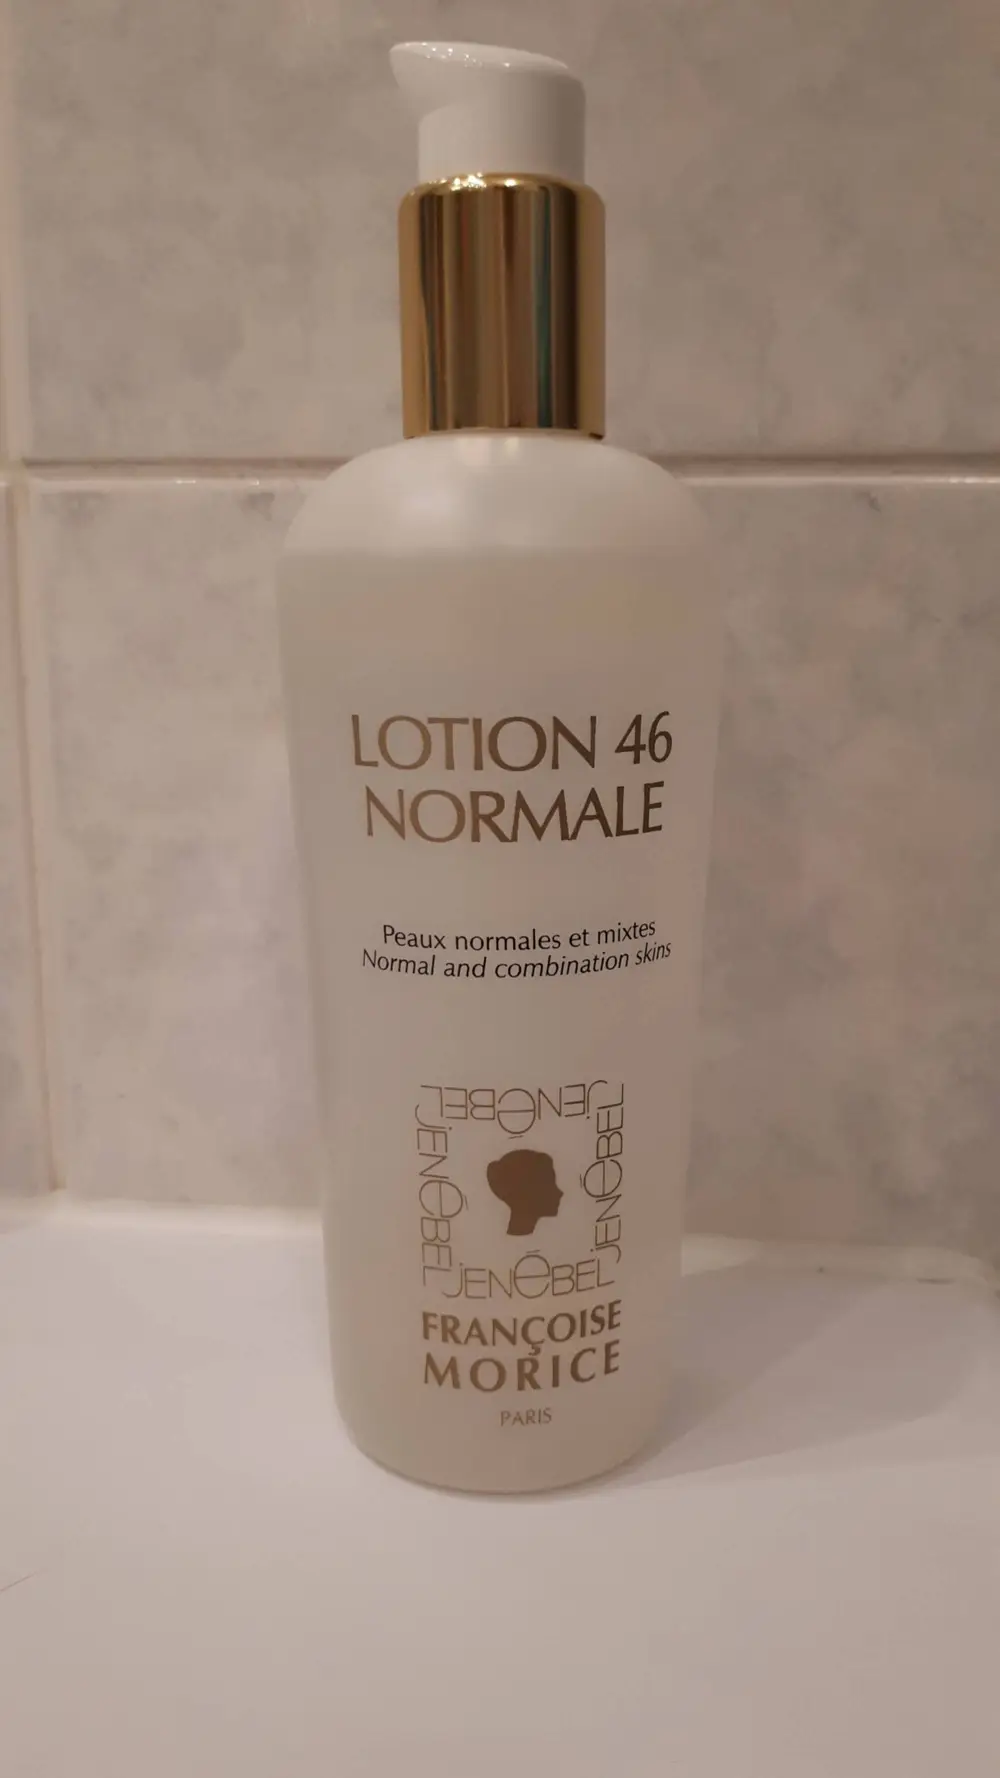 LOTION 46
NORMALE
Peaux normales et mixtes
Normal and combination skins
JENĒBEL
JENĒBEL
JENĒBEL
JENĒBEL
FRANÇOISE
MORICE
PARIS